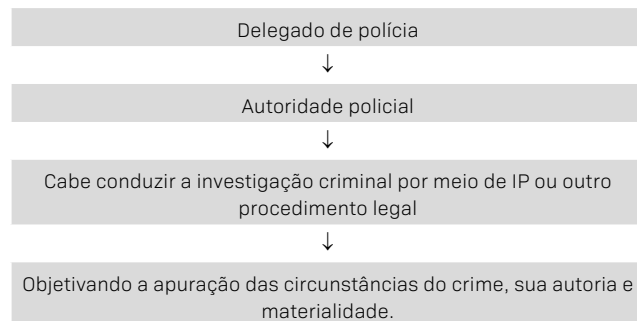 Delegado de polícia
↓
Autoridade policial
↓
Cabe conduzir a investigação criminal por meio de IP ou outro
procedimento legal
↓
Objetivando a apuração das circunstâncias do crime, sua autoria e
materialidade.